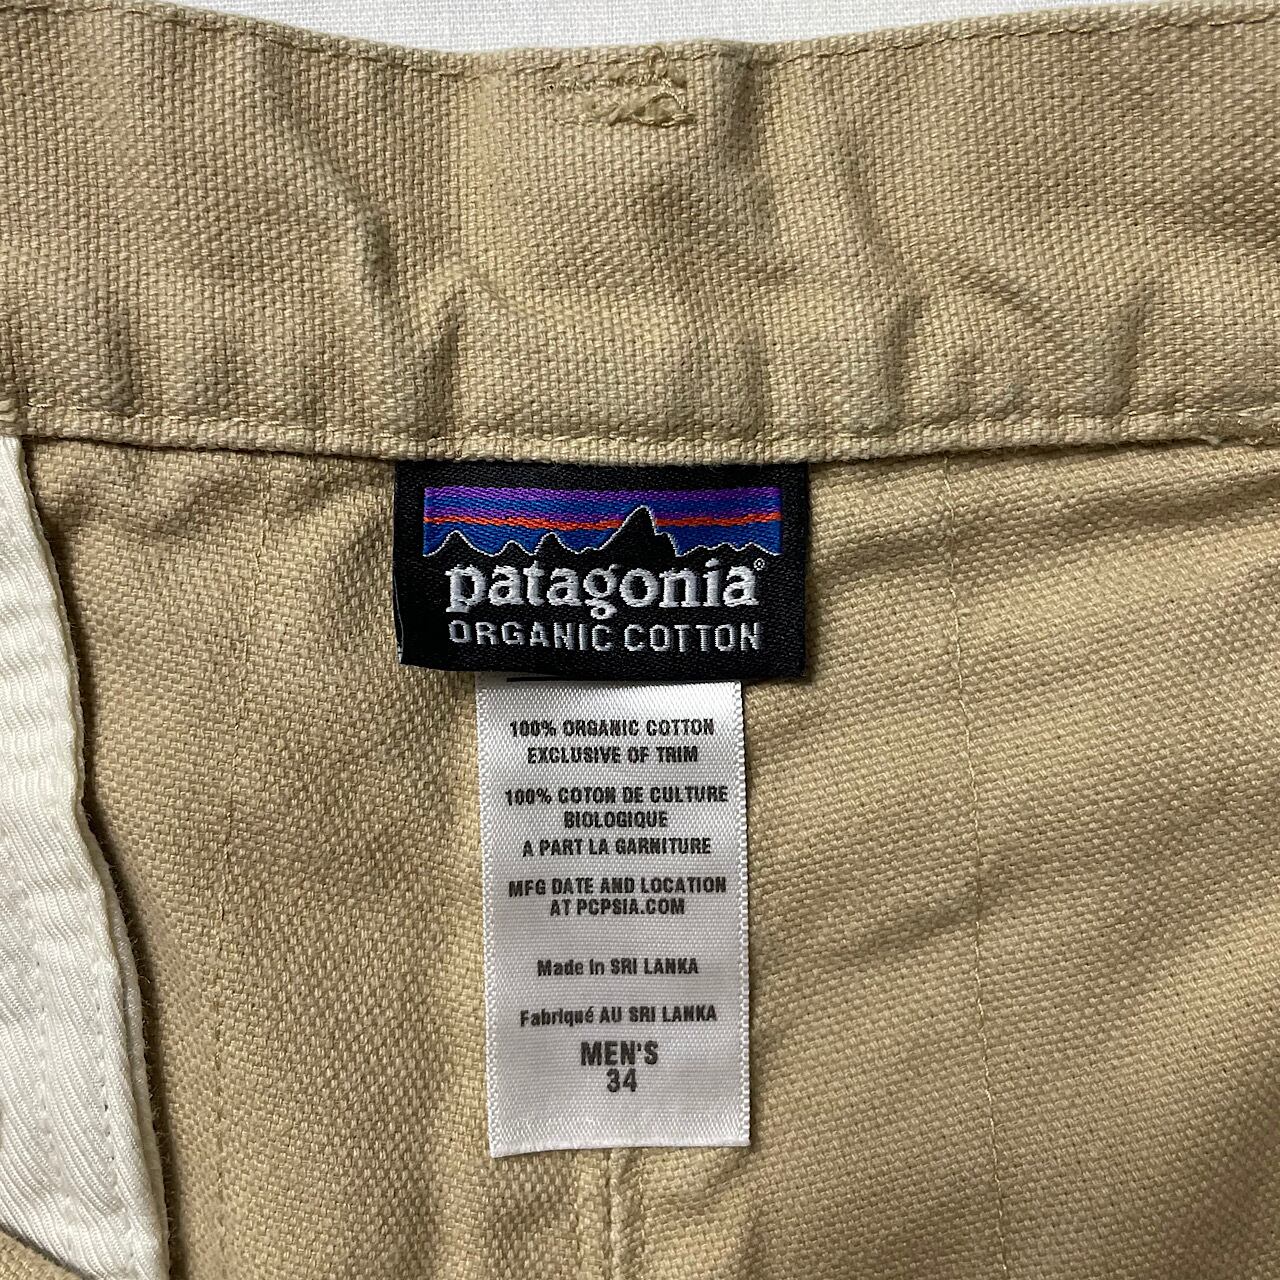 patagonia®
ORGANIC COTTON
100% ORGANIC COTTON
EXCLUSIVE OF TRIM
100% COTON DE CULTURE
BIOLOGIQUE
A PART LA GARNITURE
MFG DATE AND LOCATION
AT PCPSIA.COM
Made in SRI LANKA
Fabriqué AU SRI LANKA
MEN'S
34